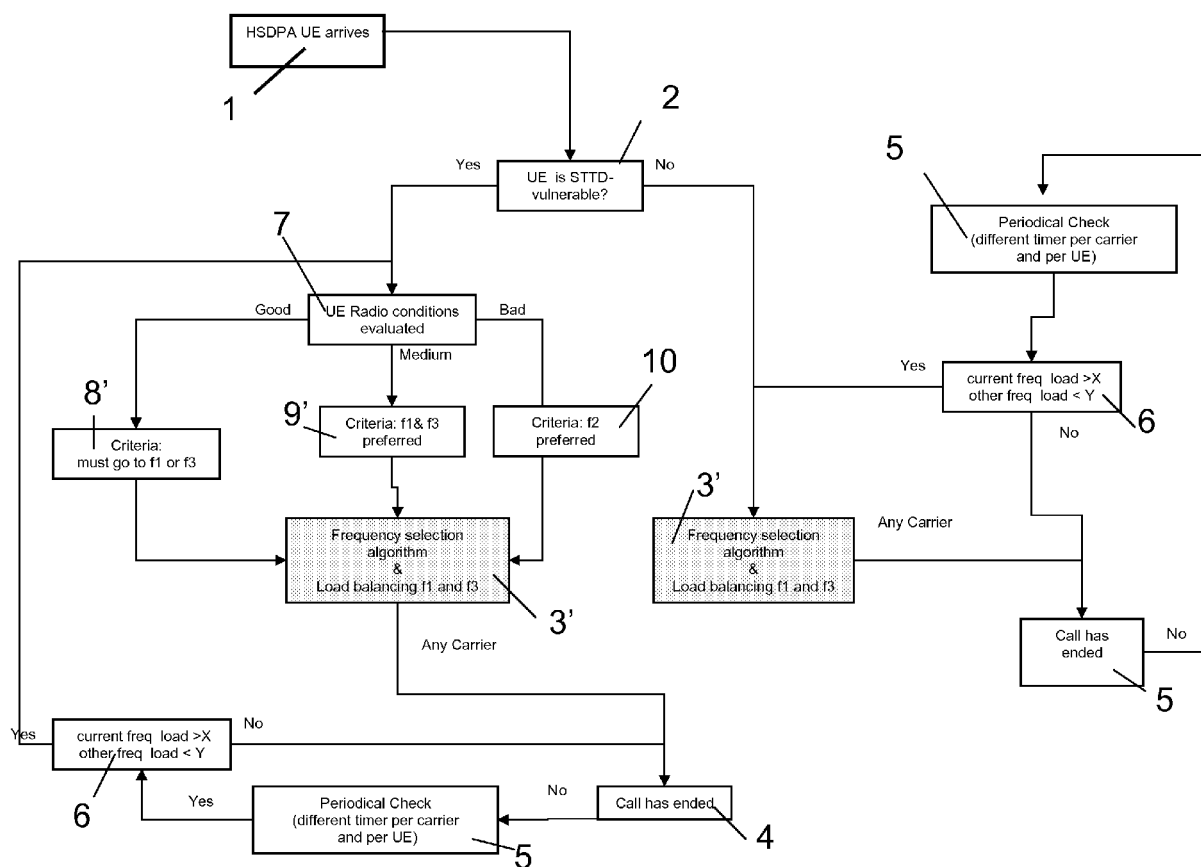 HSDPA UE arrives
1
2
Yes
No
UE is STTD-
vulnerable?
5
Periodical Check
(different timer per carrier
and per UE)
7
Good
UE Radio conditions
evaluated
Bad
Medium
Yes
current freq load >X
other freq load < Y
6
No
8'
Criteria:
must go to f1 or f3
9'
Criteria: f1& f3
preferred
10
Criteria: f2
preferred
Frequency selection
algorithm
&
Load balancing f1 and f3
3'
3'
Frequency selection
algorithm
&
Load balancing f1 and f3
Any Carrier
Any Carrier
Call has
ended
No
5
Yes
current freq load >X
other freq load < Y
No
6
Yes
Periodical Check
(different timer per carrier
and per UE)
5
No
Call has ended
4